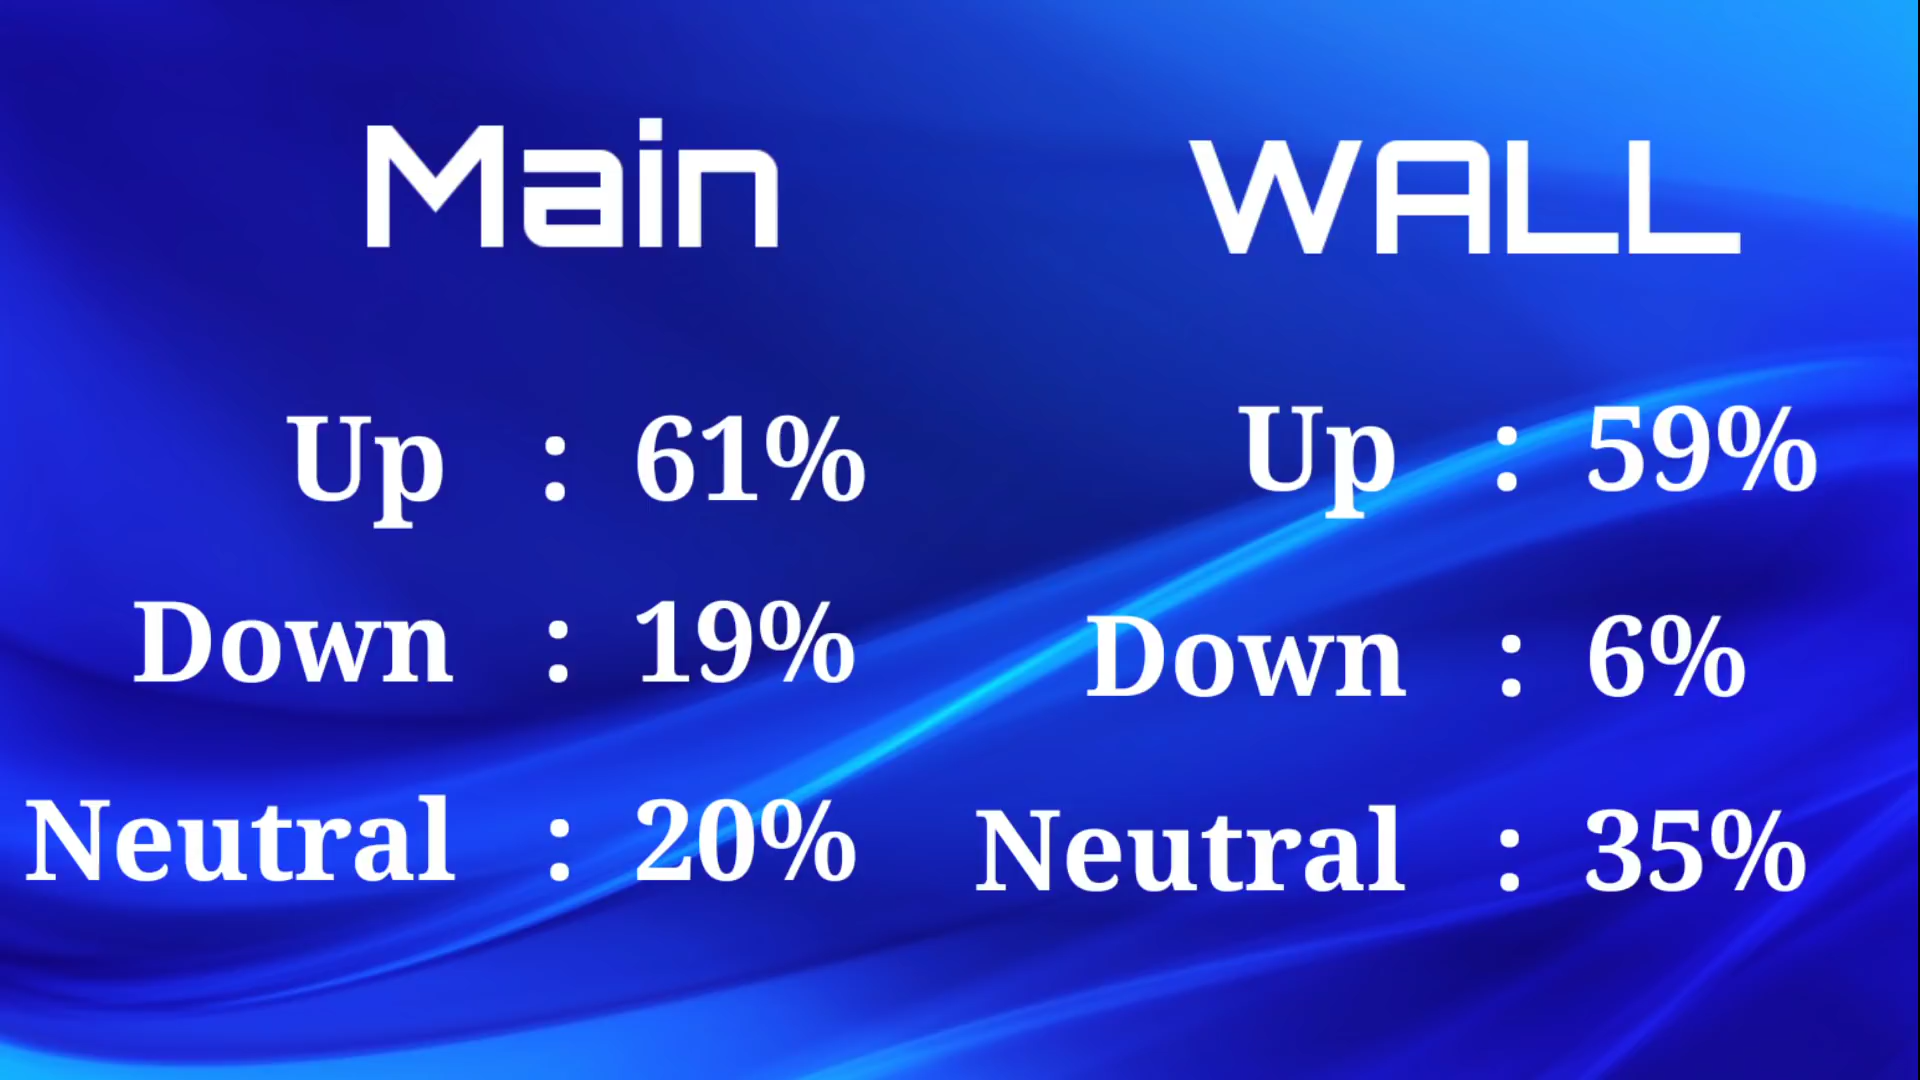 Main
Up : 61%
Down : 19%
Neutral : 20%
WALL
Up : 59%
Down : 6%
Neutral : 35%